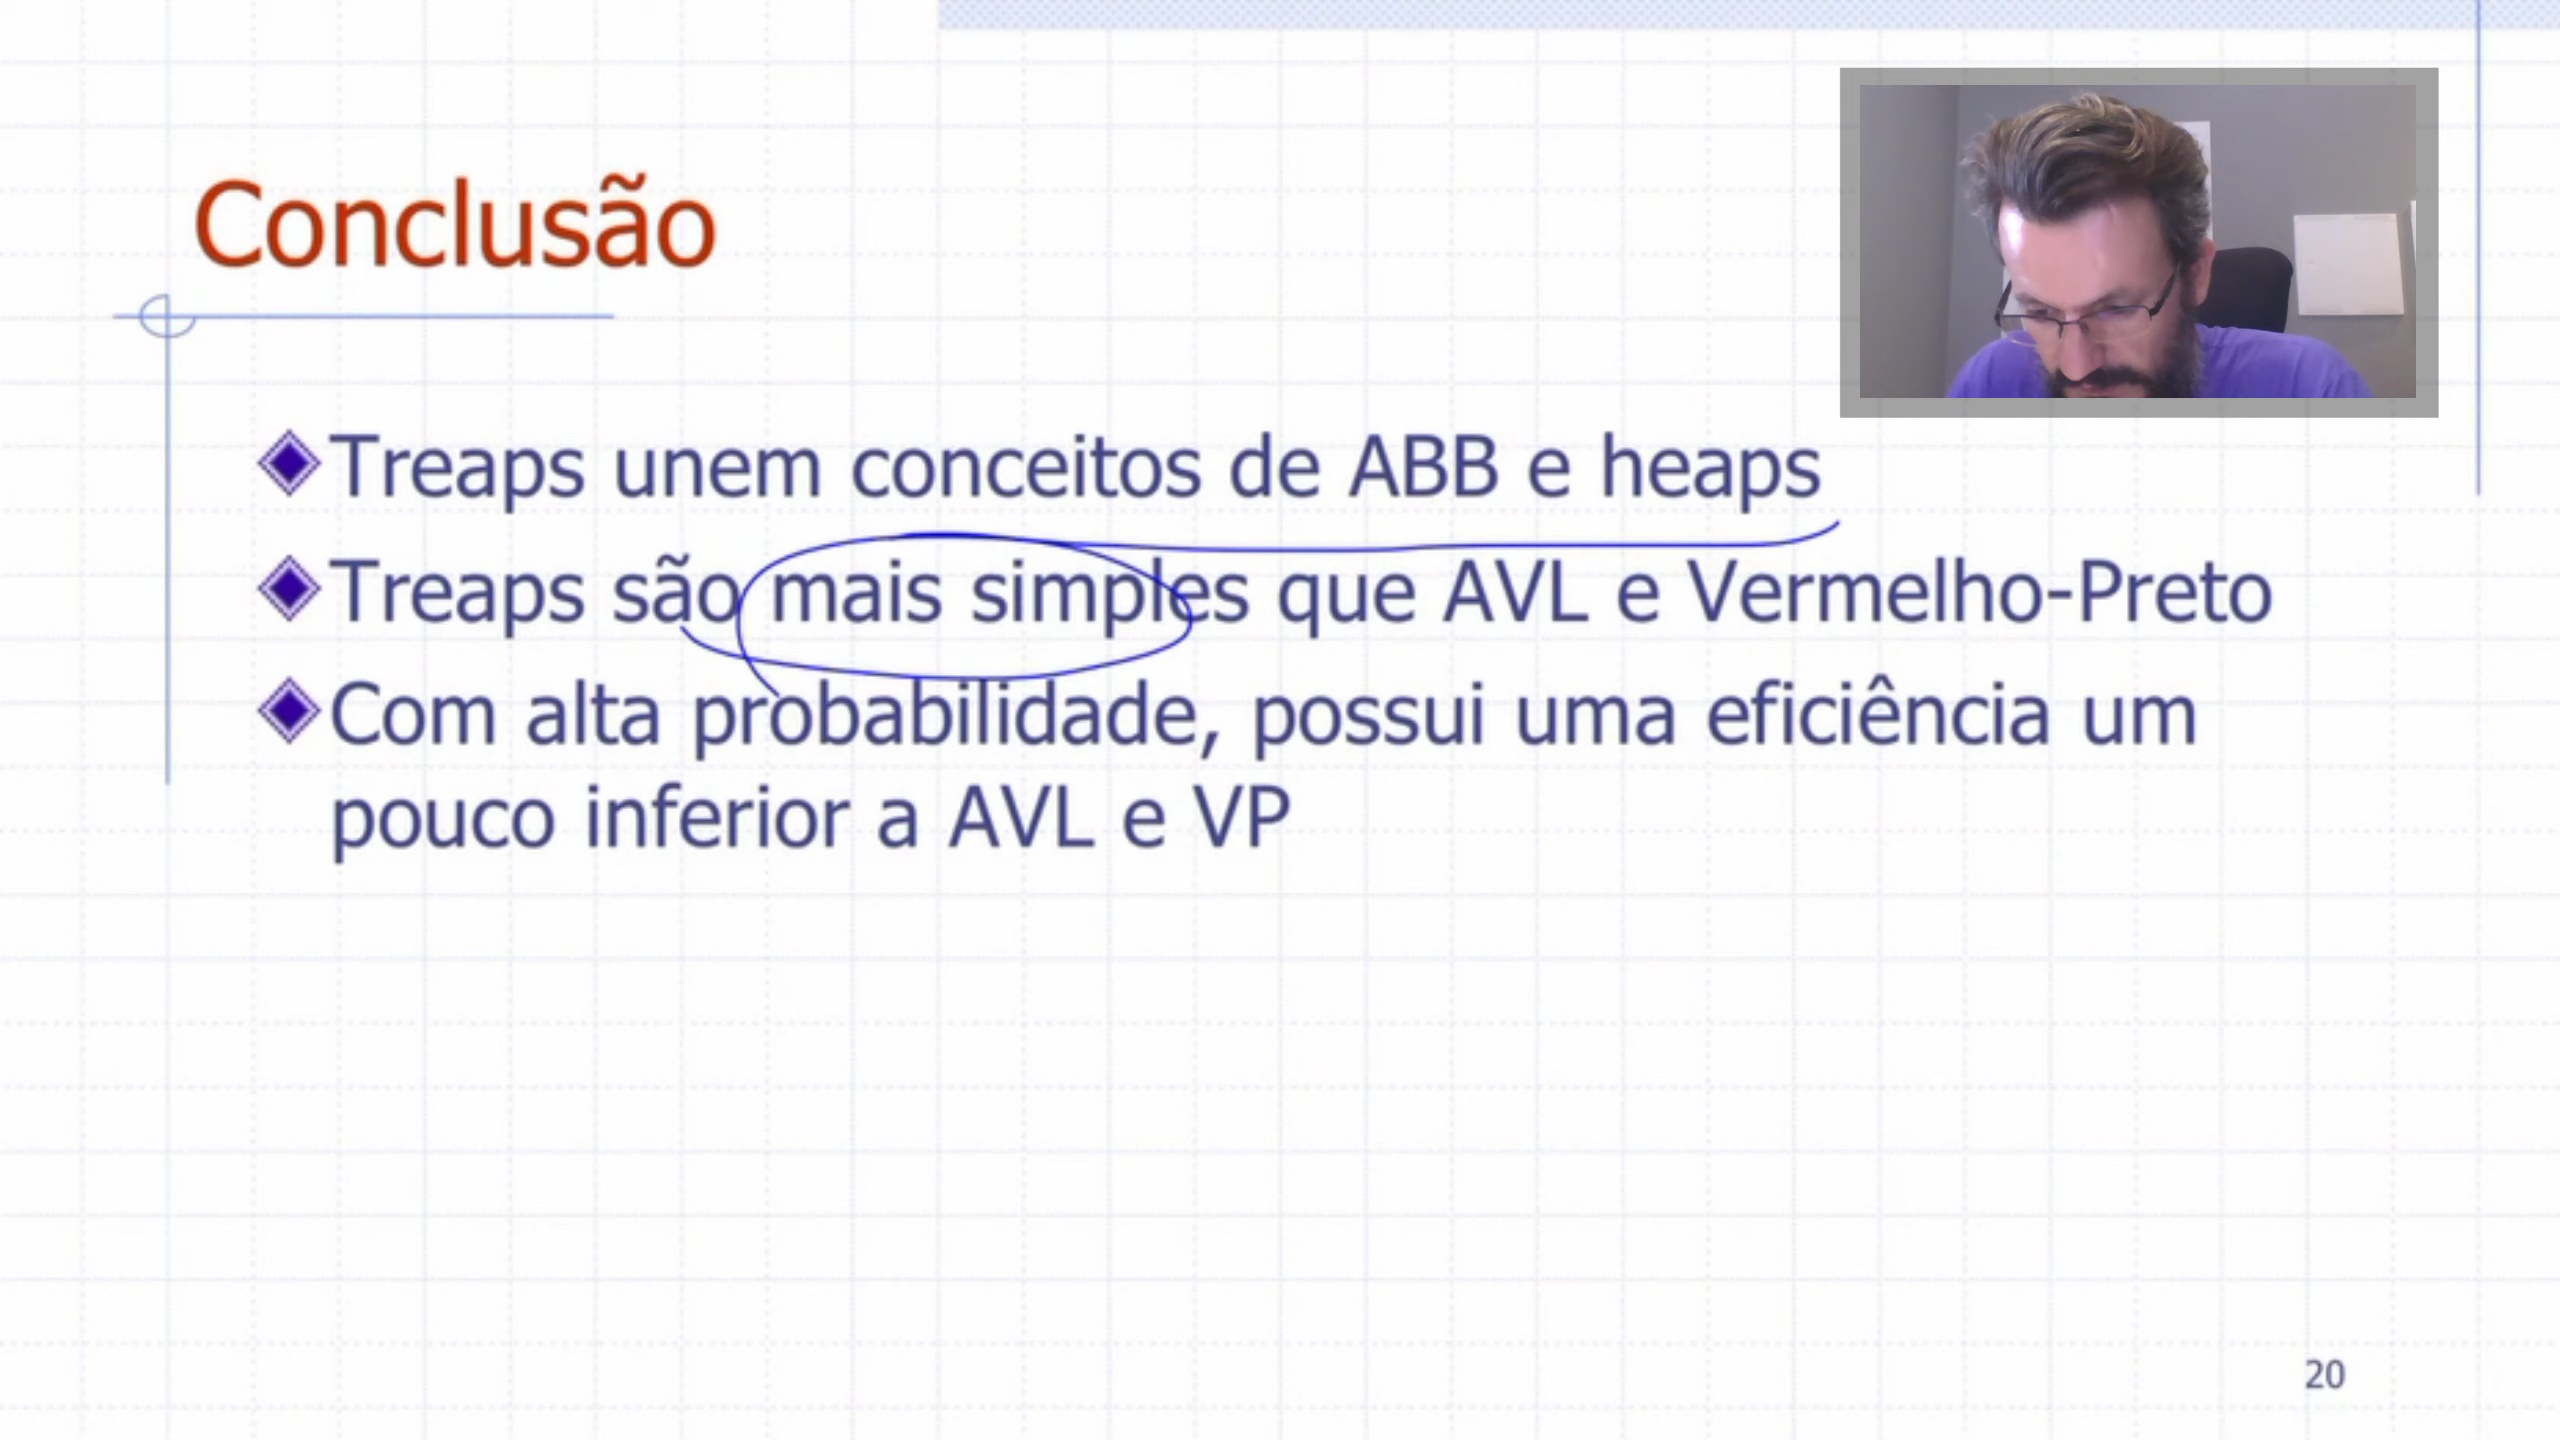 Conclusão
Treaps unem conceitos de ABB e heaps
Treaps são mais simples que AVL e Vermelho-Preto
Com alta probabilidade, possui uma eficiência um
pouco inferior a AVL e VP
20